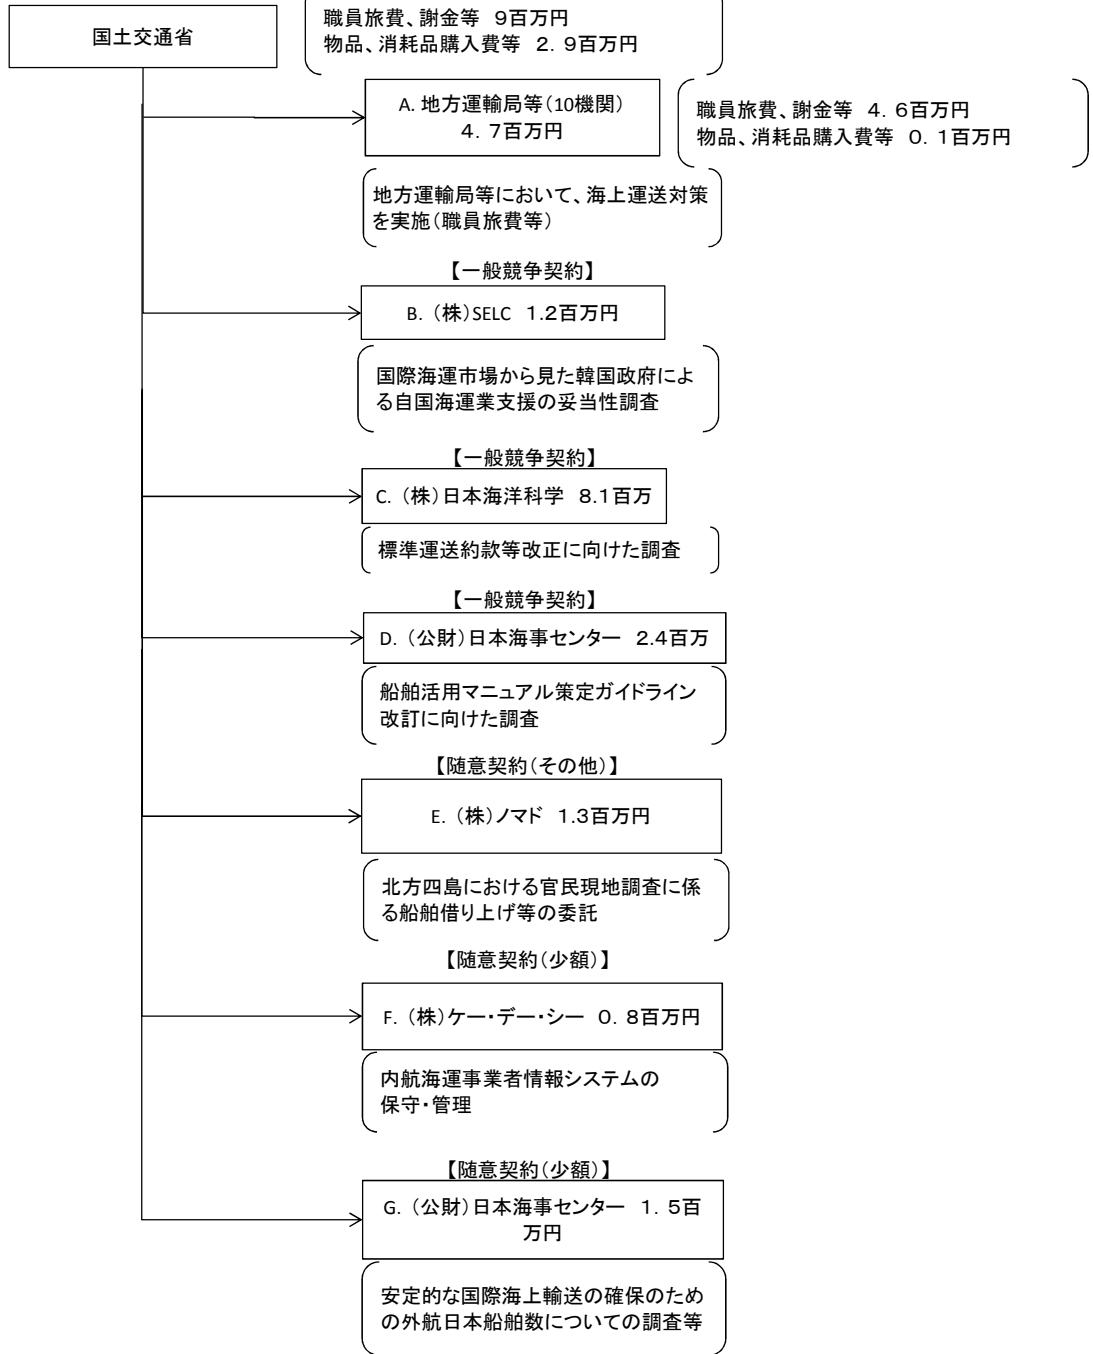 国土交通省
職員旅費、謝金等 9百万円
物品、消耗品購入費等 2．9百万円
A. 地方運輸局等（10機関）
4．7百万円
職員旅費、謝金等 4．6百万円
物品、消耗品購入費等 0．1百万円
地方運輸局等において、海上運送対策
を実施（職員旅費等）
【一般競争契約】
B. （株）SELC 1.2百万円
国際海運市場から見た韓国政府によ
る自国海運業支援の妥当性調査
【一般競争契約】
C. （株）日本海洋科学 8.1百万
標準運送約款等改正に向けた調査
【一般競争契約】
D. （公財）日本海事センター 2.4百万
船舶活用マニュアル策定ガイドライン
改訂に向けた調査
【随意契約（その他）】
E. （株）ノマド 1.3百万円
北方四島における官民現地調査に係
る船舶借り上げ等の委託
【随意契約（少額）】
F. （株）ケー・デー・シー 0．8百万円
内航海運事業者情報システムの
保守・管理
【随意契約（少額）】
G. （公財）日本海事センター 1．5百
万円
安定的な国際海上輸送の確保のため
の外航日本船舶数についての調査等